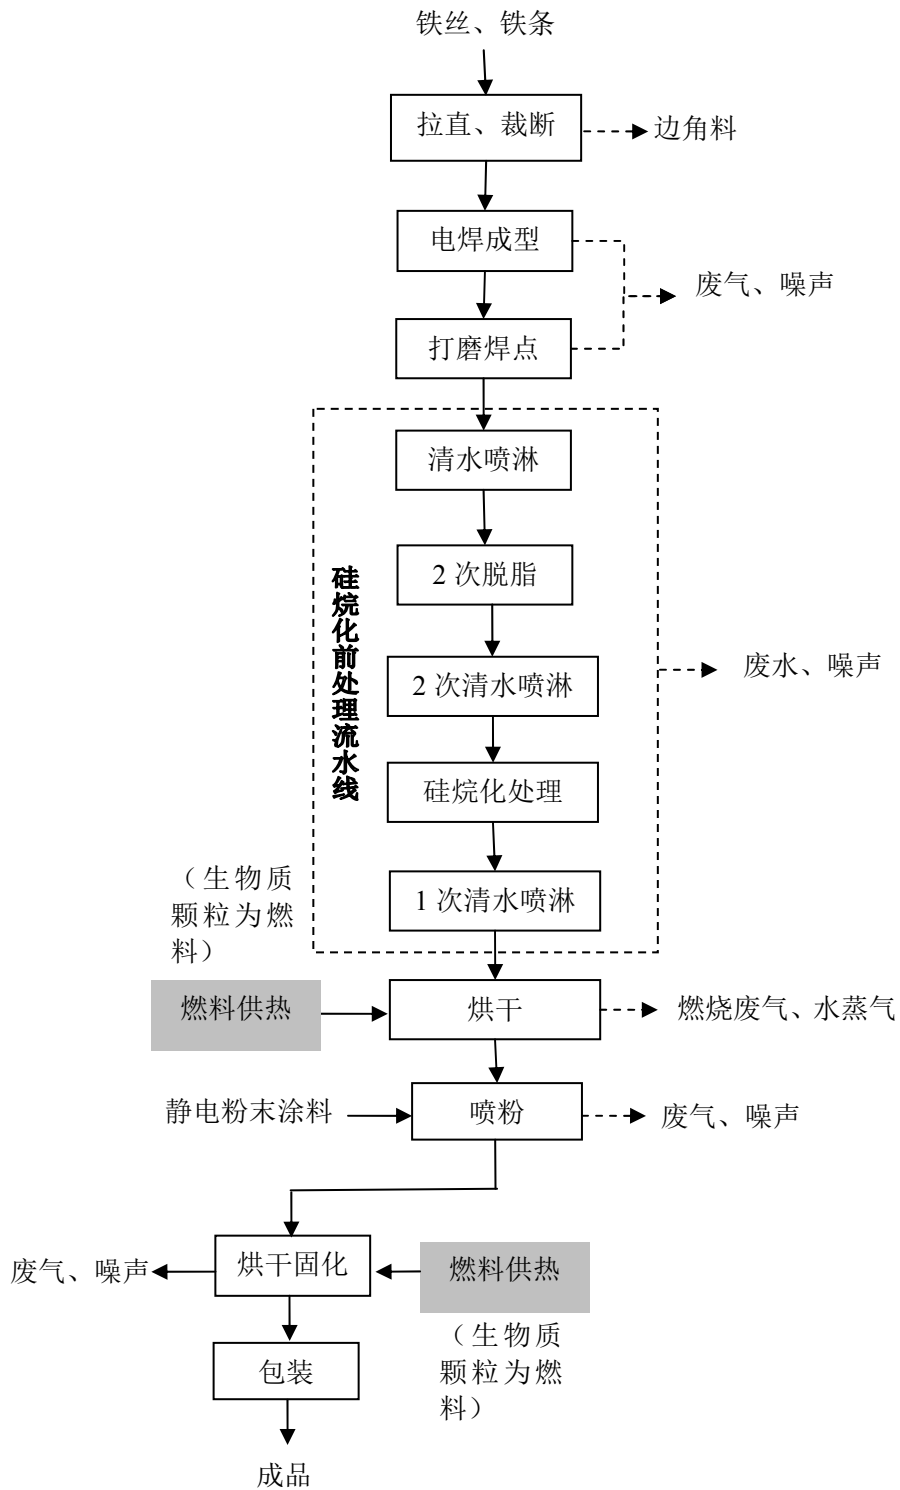 铁丝、铁条
拉直、裁断
边角料
电焊成型
废气、噪声
打磨焊点
清水喷淋
2 次脱脂
硅烷化前处理流水线
2 次清水喷淋
废水、噪声
硅烷化处理
1 次清水喷淋
（生物质
颗粒为燃
料）
燃料供热
烘干
燃烧废气、水蒸气
静电粉末涂料
喷粉
废气、噪声
废气、噪声
烘干固化
燃料供热
（生物质
颗粒为燃
料）
包装
成品